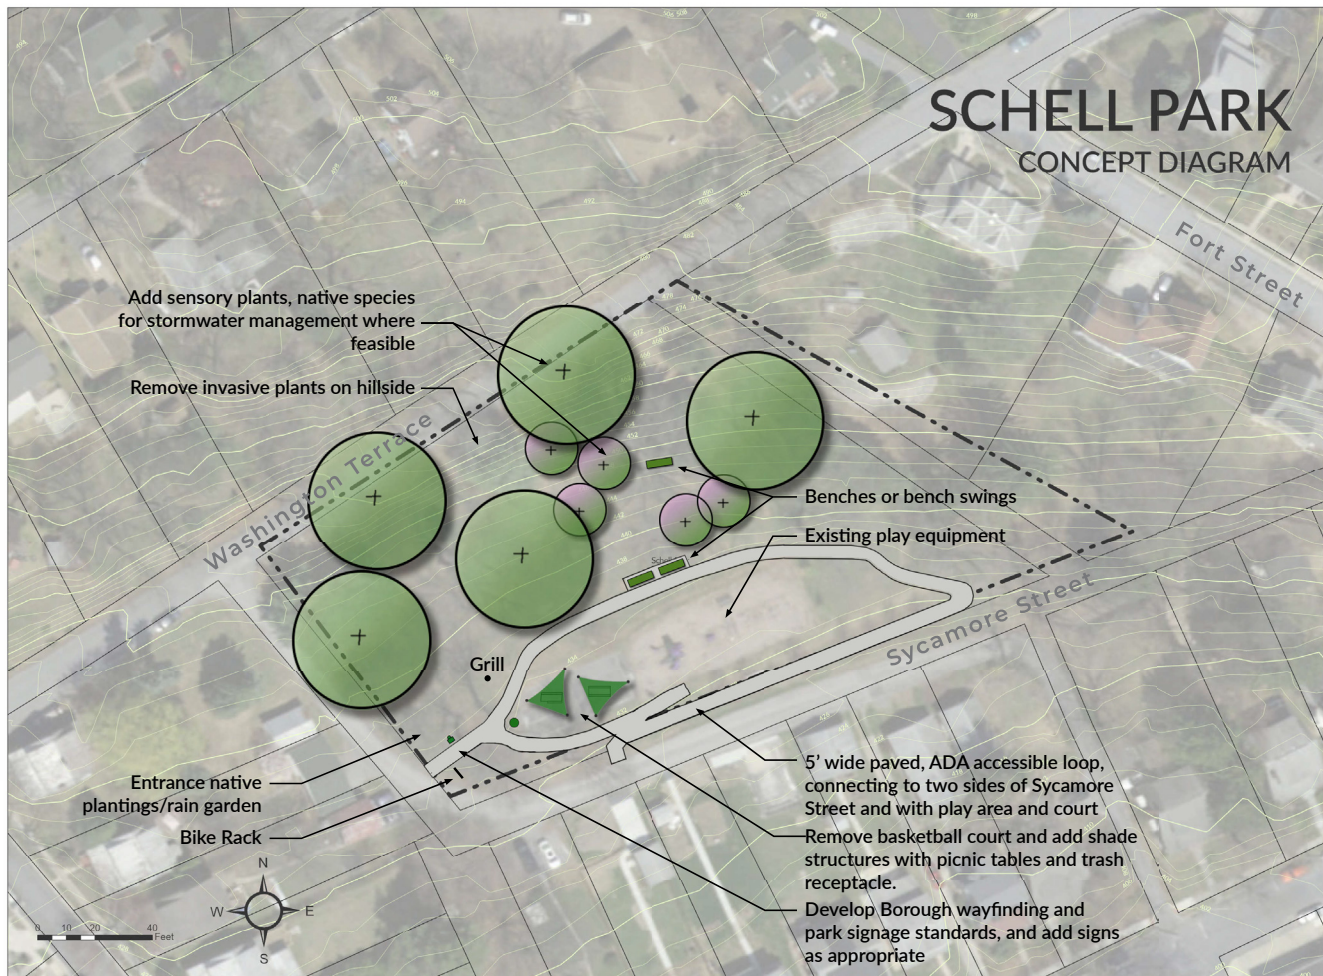 SCHELL PARK
CONCEPT DIAGRAM
Fort Street
Add sensory plants, native species
for stormwater management where
feasible
Remove invasive plants on hillside
Washington Terrace
Benches or bench swings
Existing play equipment
Sycamore Street
Grill
Entrance native
plantings/rain garden
Bike Rack
5’ wide paved, ADA accessible loop,
connecting to two sides of Sycamore
Street and with play area and court
Remove basketball court and add shade
structures with picnic tables and trash
receptacle.
Develop Borough wayfinding and
park signage standards, and add signs
as appropriate
N
W
E
S
0 10 20 40
Feet